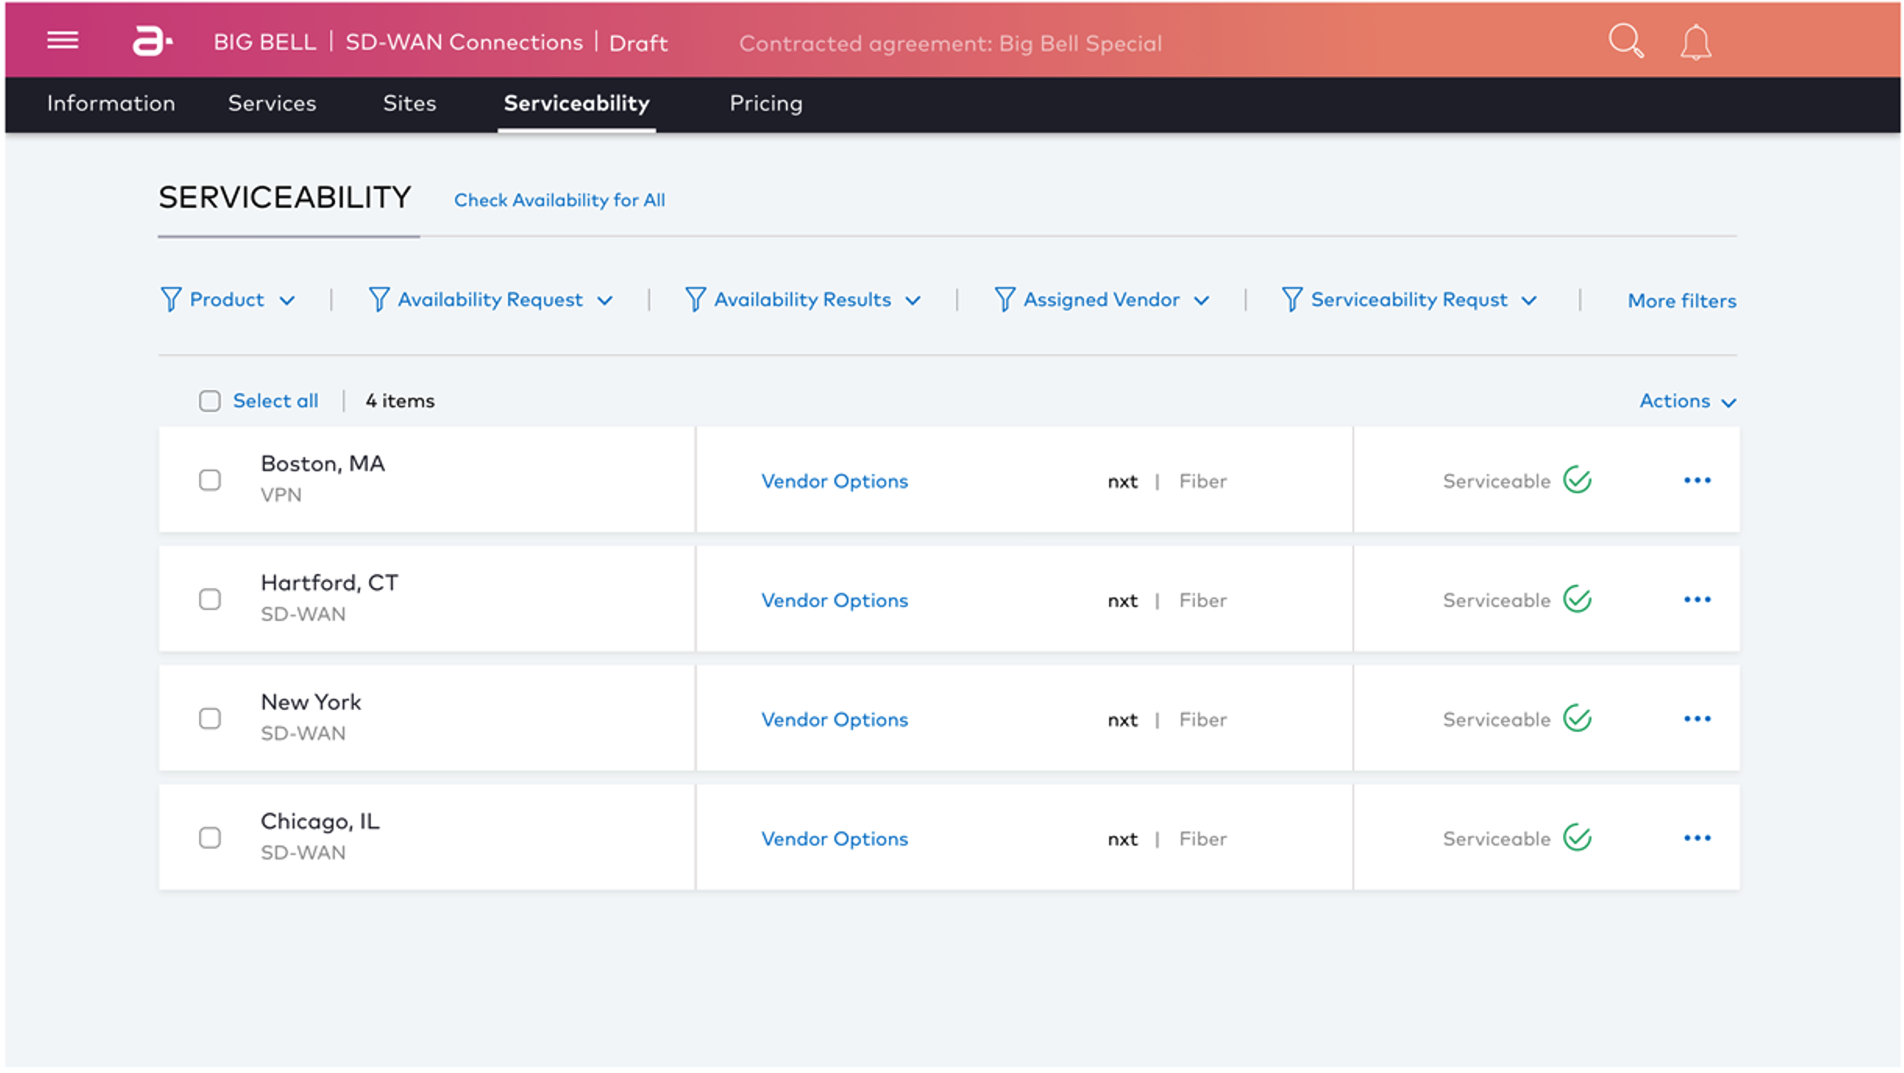 a BIG BELL | SD-WAN Connections | Draft Contracted agreement: Big Bell Special
Information Services Sites Serviceability Pricing
SERVICEABILITY Check Availability for All
Product | Availability Request | Availability Results | Assigned Vendor | Serviceability Requst | More filters
Select all | 4 items Actions
Boston, MA
VPN
Vendor Options nxt | Fiber Serviceable
Hartford, CT
SD-WAN
Vendor Options nxt | Fiber Serviceable
New York
SD-WAN
Vendor Options nxt | Fiber Serviceable
Chicago, IL
SD-WAN
Vendor Options nxt | Fiber Serviceable